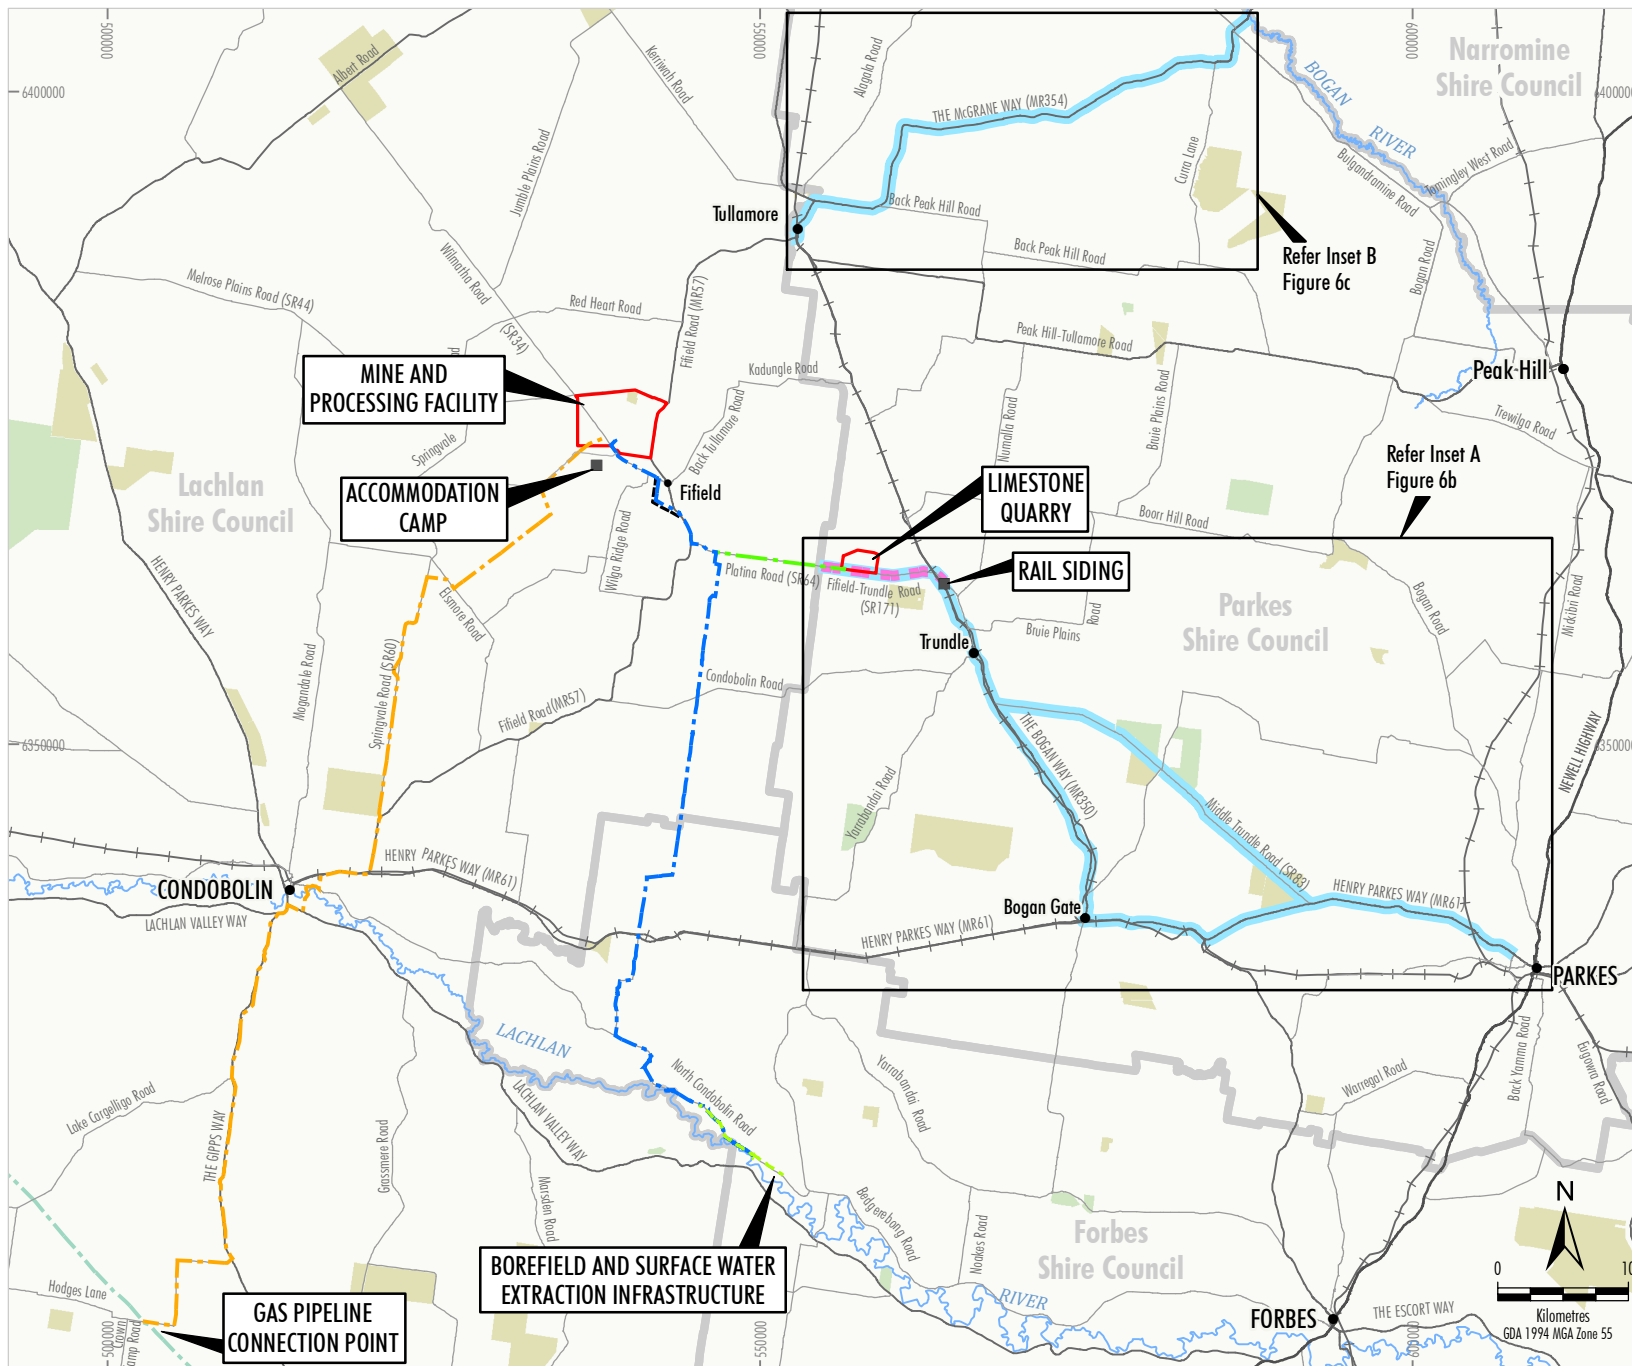 500000
550000
600000
6400000
6400000
Narromine
Shire Council
Albert Road
Kerriwah Road
Alagala Road
BOGAN
RIVER
THE McGRANE WAY (MR354)
Jumble Plains Road
Curra Lane
Bulgandramine Road
Tomingley West Road
Tullamore
Back Peak Hill Road
Back Peak Hill Road
Refer Inset B
Figure 6c
Bogan Road
Wilmatha Road
(SR34)
Melrose Plains Road (SR44)
Red Heart Road
Fifield Road (MR57)
Peak Hill-Tullamore Road
Kadungle Road
Peak Hill
MINE AND
PROCESSING FACILITY
Back Tullamore Road
Numalla Road
Bruie Plains Road
Trewilga Road
Springvale
Refer Inset A
Figure 6b
Lachlan
Shire Council
ACCOMMODATION
CAMP
Fifield
LIMESTONE
QUARRY
Boorr Hill Road
HENRY PARKES WAY
Wilga Ridge Road
Platina Road (SR64)
Fifield-Trundle Road
(SR171)
RAIL SIDING
Elsmore Road
Parkes
Shire Council
Bogan Road
Mickibri Road
Road
Bruie Plains
Trundle
Mogandale Road
Springvale Road (SR60)
Condobolin Road
Fifield Road (MR57)
6350000
6350000
THE BOGAN WAY (MR350)
NEWELL HIGHWAY
Yarrabandai Road
Middle Trundle Road (SR83)
HENRY PARKES WAY (MR61)
CONDOBOLIN
HENRY PARKES WAY (MR61)
Bogan Gate
LACHLAN VALLEY WAY
HENRY PARKES WAY (MR61)
PARKES
LACHLAN
North Condobolin Road
Yarrabandai Road
Warregal Road
Back Yamma Road
Eugowra Road
Lake Cargelligo Road
THE GIPPS WAY
Grassmere Road
LACHLAN VALLEY WAY
Marsden Road
Bedgerebong Road
Noakes Road
Forbes
Shire Council
N
BOREFIELD AND SURFACE WATER
EXTRACTION INFRASTRUCTURE
RIVER
Hodges Lane
GAS PIPELINE
CONNECTION POINT
FORBES
THE ESCORT WAY
0 10
Kilometres
GDA 1994 MGA Zone 55
500000
550000
600000